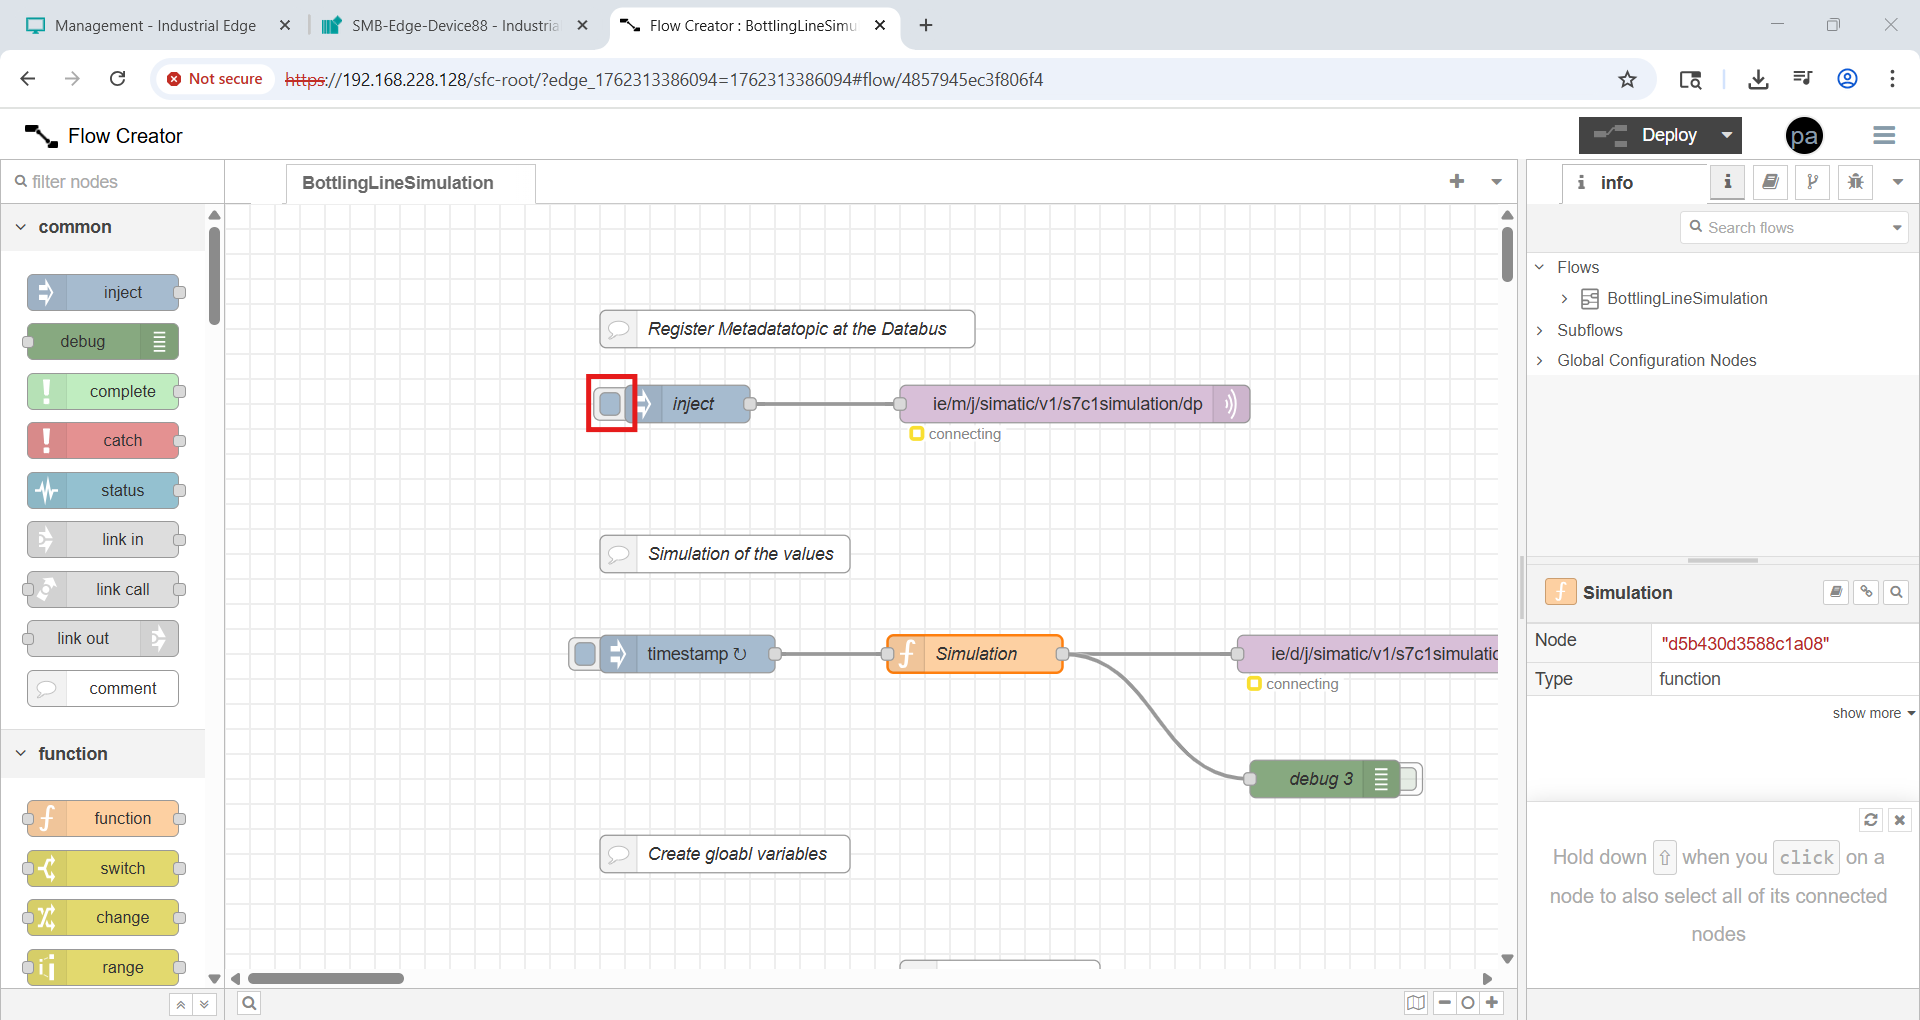 Management - Industrial Edge
SMB-Edge-Device88 - Industria
Flow Creator : BottlingLineSimu
Not secure
https://192.168.228.128/sfc-root/?edge_1762313386094=1762313386094#flow/4857945ec3f806f4
Flow Creator
Deploy
pa
filter nodes
BottlingLineSimulation
info
common
Search flows
Flows
BottlingLineSimulation
Subflows
Global Configuration Nodes
inject
debug
complete
catch
status
link in
link call
link out
comment
function
function
switch
change
range
Register Metadatatopic at the Databus
inject
ie/m/j/simatic/v1/s7c1simulation/dp
connecting
Simulation of the values
timestamp ↻
Simulation
ie/d/j/simatic/v1/s7c1simulatio
connecting
debug 3
Create gloabl variables
Simulation
Node
"d5b430d3588c1a08"
Type
function
show more
Hold down ⇧ when you click on a
node to also select all of its connected
nodes